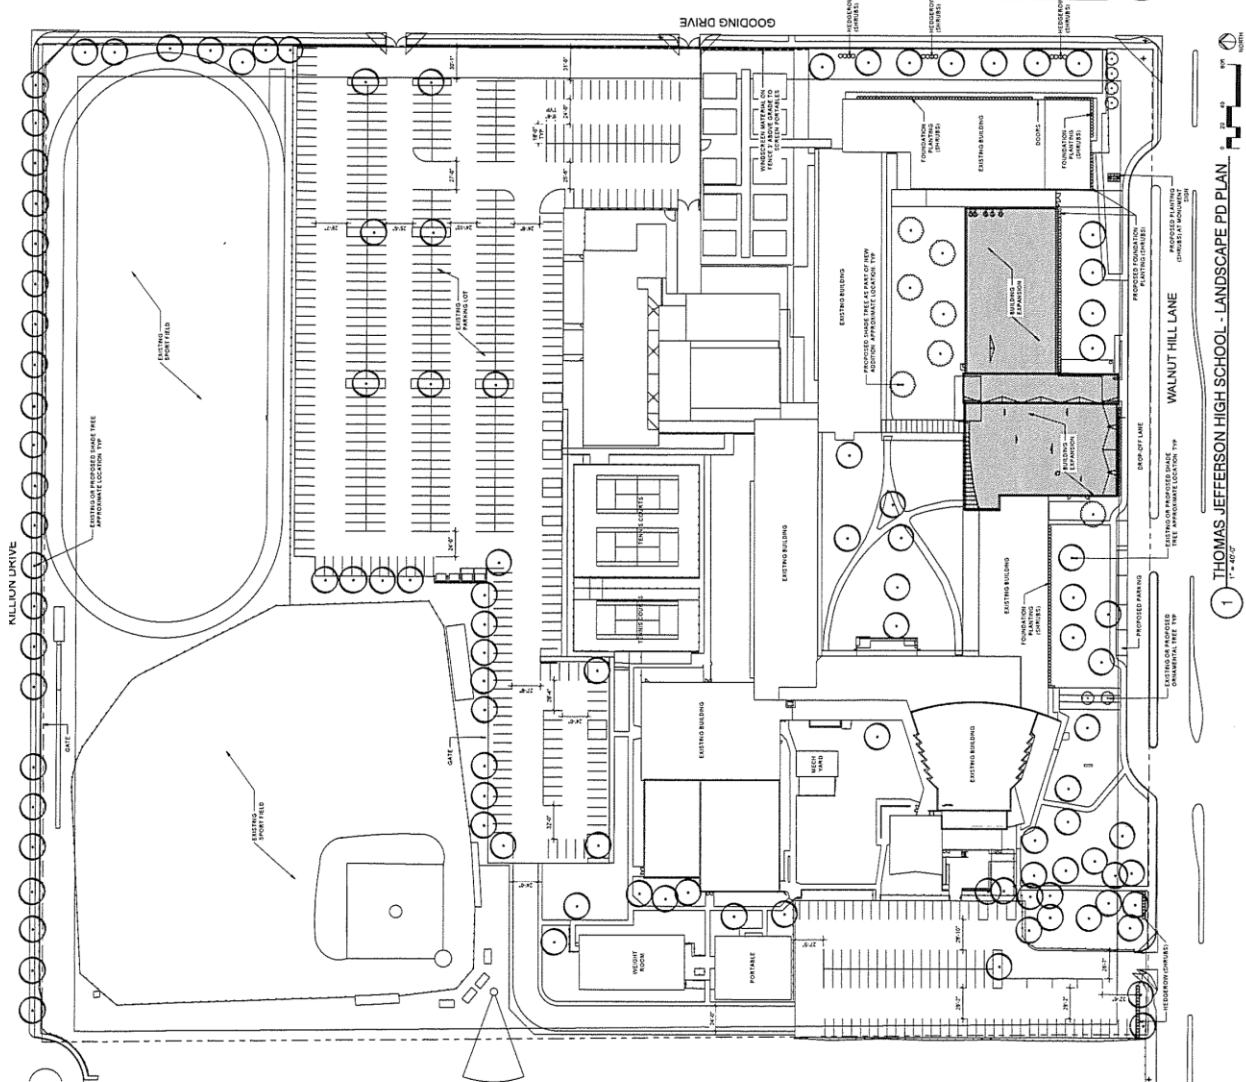 GOODING DRIVE
HEDGEROW
(SHRUBS)
HEDGEROW
(SHRUBS)
HEDGEROW
(SHRUBS)
NORTH
WINDSCREEN MATERIAL ON
FENCE 3' ABOVE GRADE TO
SCREEN PORTABLES
FOUNDATION
PLANTING
(SHRUBS)
EXISTING BUILDING
DOORS
FOUNDATION
PLANTING
(SHRUBS)
PROPOSED PLANTING
(SHRUBS) AT MONUMENT
SIGN
PROPOSED FOUNDATION
PLANTING (SHRUBS)
EXISTING
SPORT FIELD
EXISTING
PARKING LOT
EXISTING BUILDING
PROPOSED SHADE TREE AS PART OF NEW
ADDITION APPROXIMATE LOCATION TYP
BUILDING
EXPANSION
BUILDING
EXPANSION
WALNUT HILL LANE
DROP-OFF LANE
EXISTING OR PROPOSED SHADE TREE
APPROXIMATE LOCATION TYP
KILLION DRIVE
TENNIS COURTS
TENNIS COURTS
EXISTING BUILDING
EXISTING BUILDING
FOUNDATION
PLANTING
(SHRUBS)
EXISTING OR PROPOSED SHADE
TREE APPROXIMATE LOCATION TYP
PROPOSED PARKING
EXISTING OR PROPOSED
ORNAMENTAL TREE TYP
GATE
GATE
EXISTING
SPORT FIELD
EXISTING BUILDING
MECH
YARD
EXISTING BUILDING
WEIGHT
ROOM
PORTABLE
HEDGEROW (SHRUBS)
1
THOMAS JEFFERSON HIGH SCHOOL - LANDSCAPE PD PLAN
1" = 40'-0"